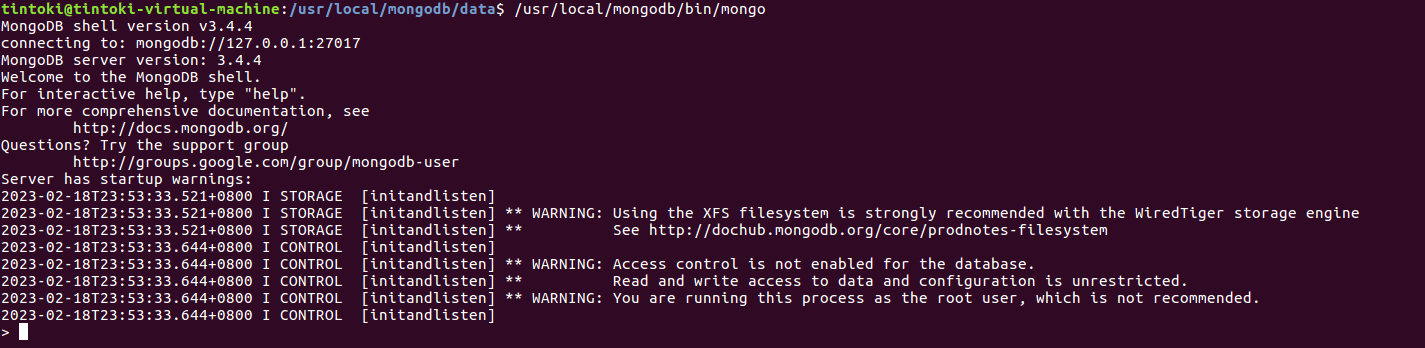 tintoki@tintoki-virtual-machine:/usr/local/mongodb/data$ /usr/local/mongodb/bin/mongo
MongoDB shell version v3.4.4
connecting to: mongodb://127.0.0.1:27017
MongoDB server version: 3.4.4
Welcome to the MongoDB shell.
For interactive help, type "help".
For more comprehensive documentation, see
        http://docs.mongodb.org/
Questions? Try the support group
        http://groups.google.com/group/mongodb-user
Server has startup warnings:
2023-02-18T23:53:33.521+0800 I STORAGE  [initandlisten]
2023-02-18T23:53:33.521+0800 I STORAGE  [initandlisten] ** WARNING: Using the XFS filesystem is strongly recommended with the WiredTiger storage engine
2023-02-18T23:53:33.521+0800 I STORAGE  [initandlisten] **          See http://dochub.mongodb.org/core/prodnotes-filesystem
2023-02-18T23:53:33.644+0800 I CONTROL  [initandlisten]
2023-02-18T23:53:33.644+0800 I CONTROL  [initandlisten] ** WARNING: Access control is not enabled for the database.
2023-02-18T23:53:33.644+0800 I CONTROL  [initandlisten] **          Read and write access to data and configuration is unrestricted.
2023-02-18T23:53:33.644+0800 I CONTROL  [initandlisten] ** WARNING: You are running this process as the root user, which is not recommended.
2023-02-18T23:53:33.644+0800 I CONTROL  [initandlisten]
>